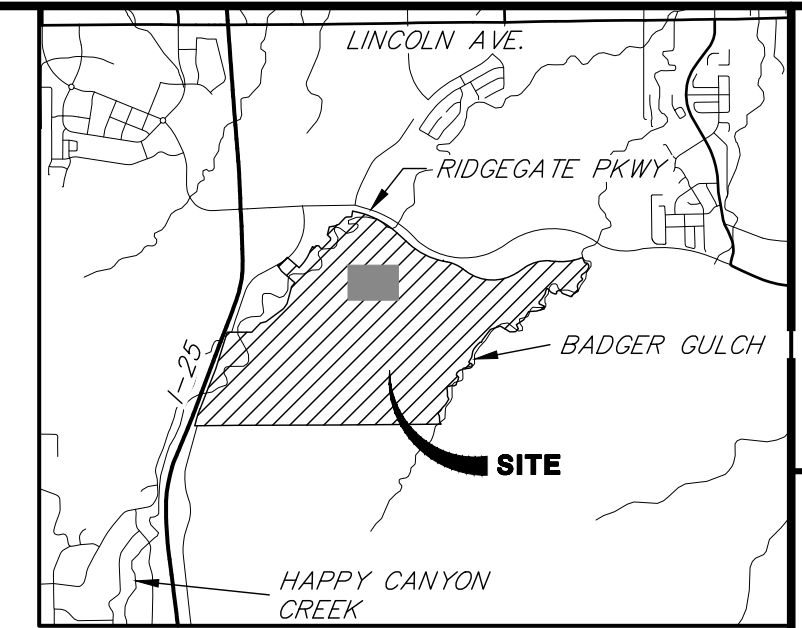 LINCOLN AVE.
RIDGEGATE PKWY
BADGER GULCH
I-25
SITE
HAPPY CANYON
CREEK